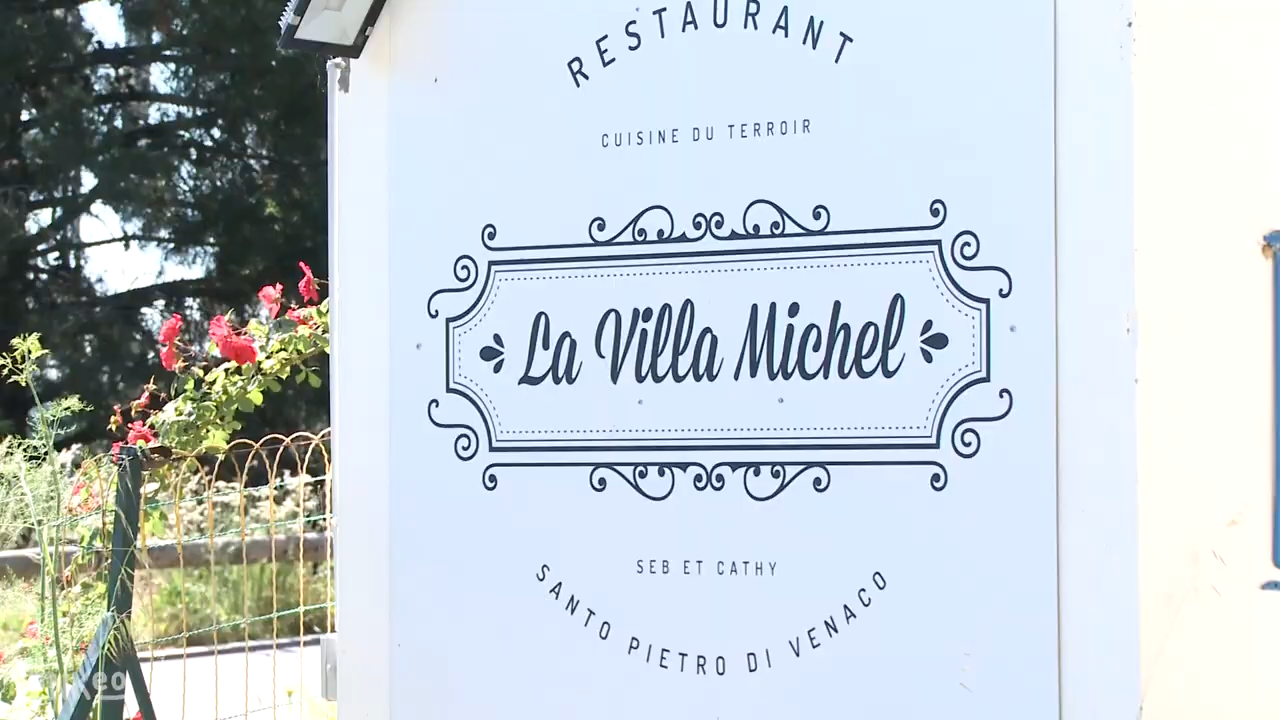 RESTAURANT
CUISINE DU TERROIR
La Villa Michel
SEB ET CATHY
SANTO PIETRO DI VENACO